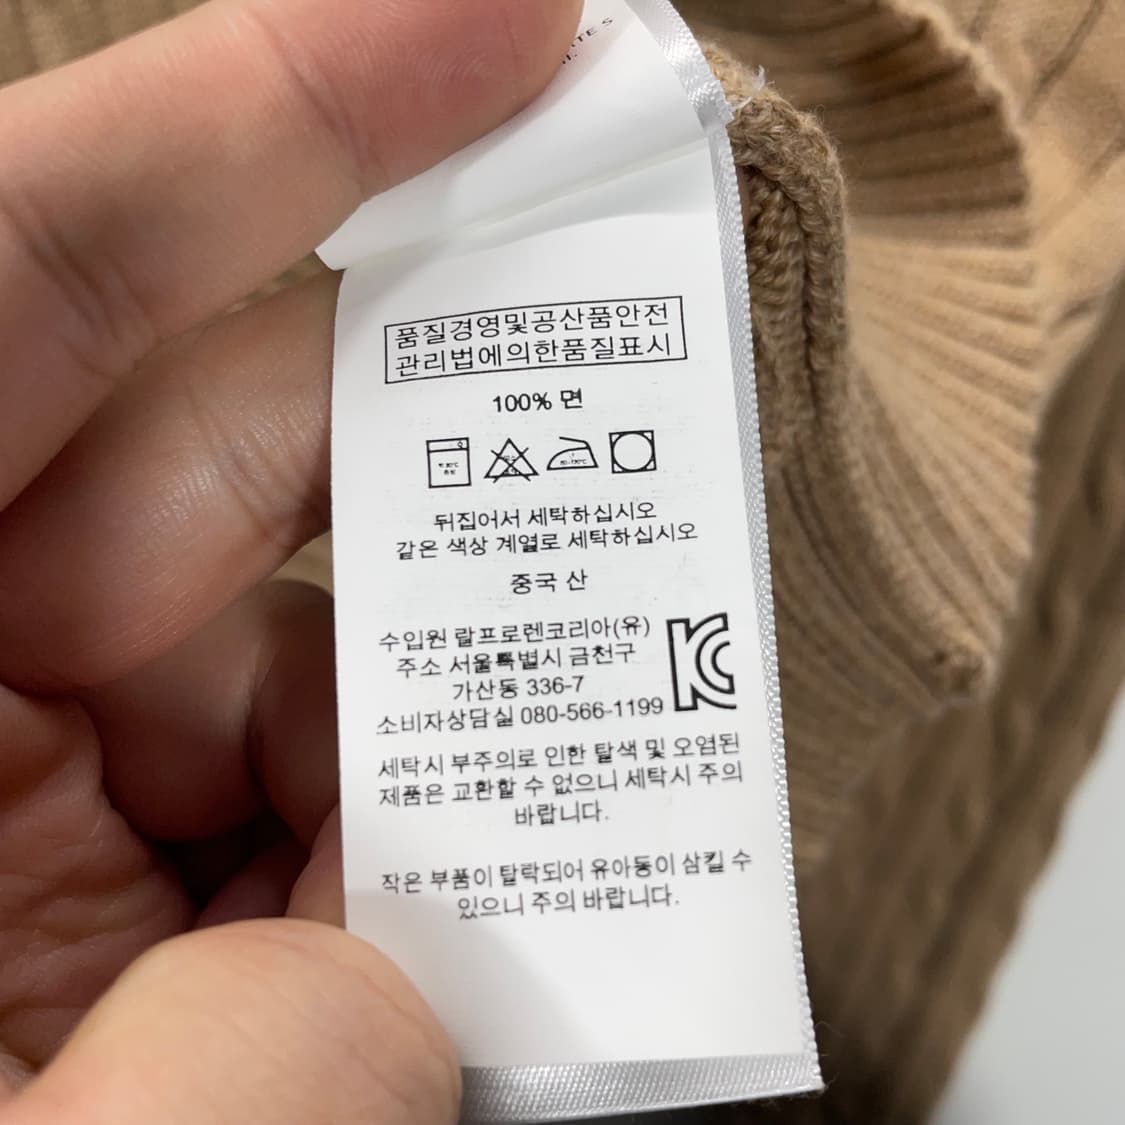 품질경영및공산품안전
관리법에의한품질표시
100% 면
뒤집어서 세탁하십시오
같은 색상 계열로 세탁하십시오
중국 산
수입원 랄프로렌코리아(유)
주소 서울특별시 금천구
가산동 336-7
소비자상담실 080-566-1199
세탁시 부주의로 인한 탈색 및 오염된
제품은 교환할 수 없으니 세탁시 주의
바랍니다.
작은 부품이 탈락되어 유아동이 삼킬 수
있으니 주의 바랍니다.